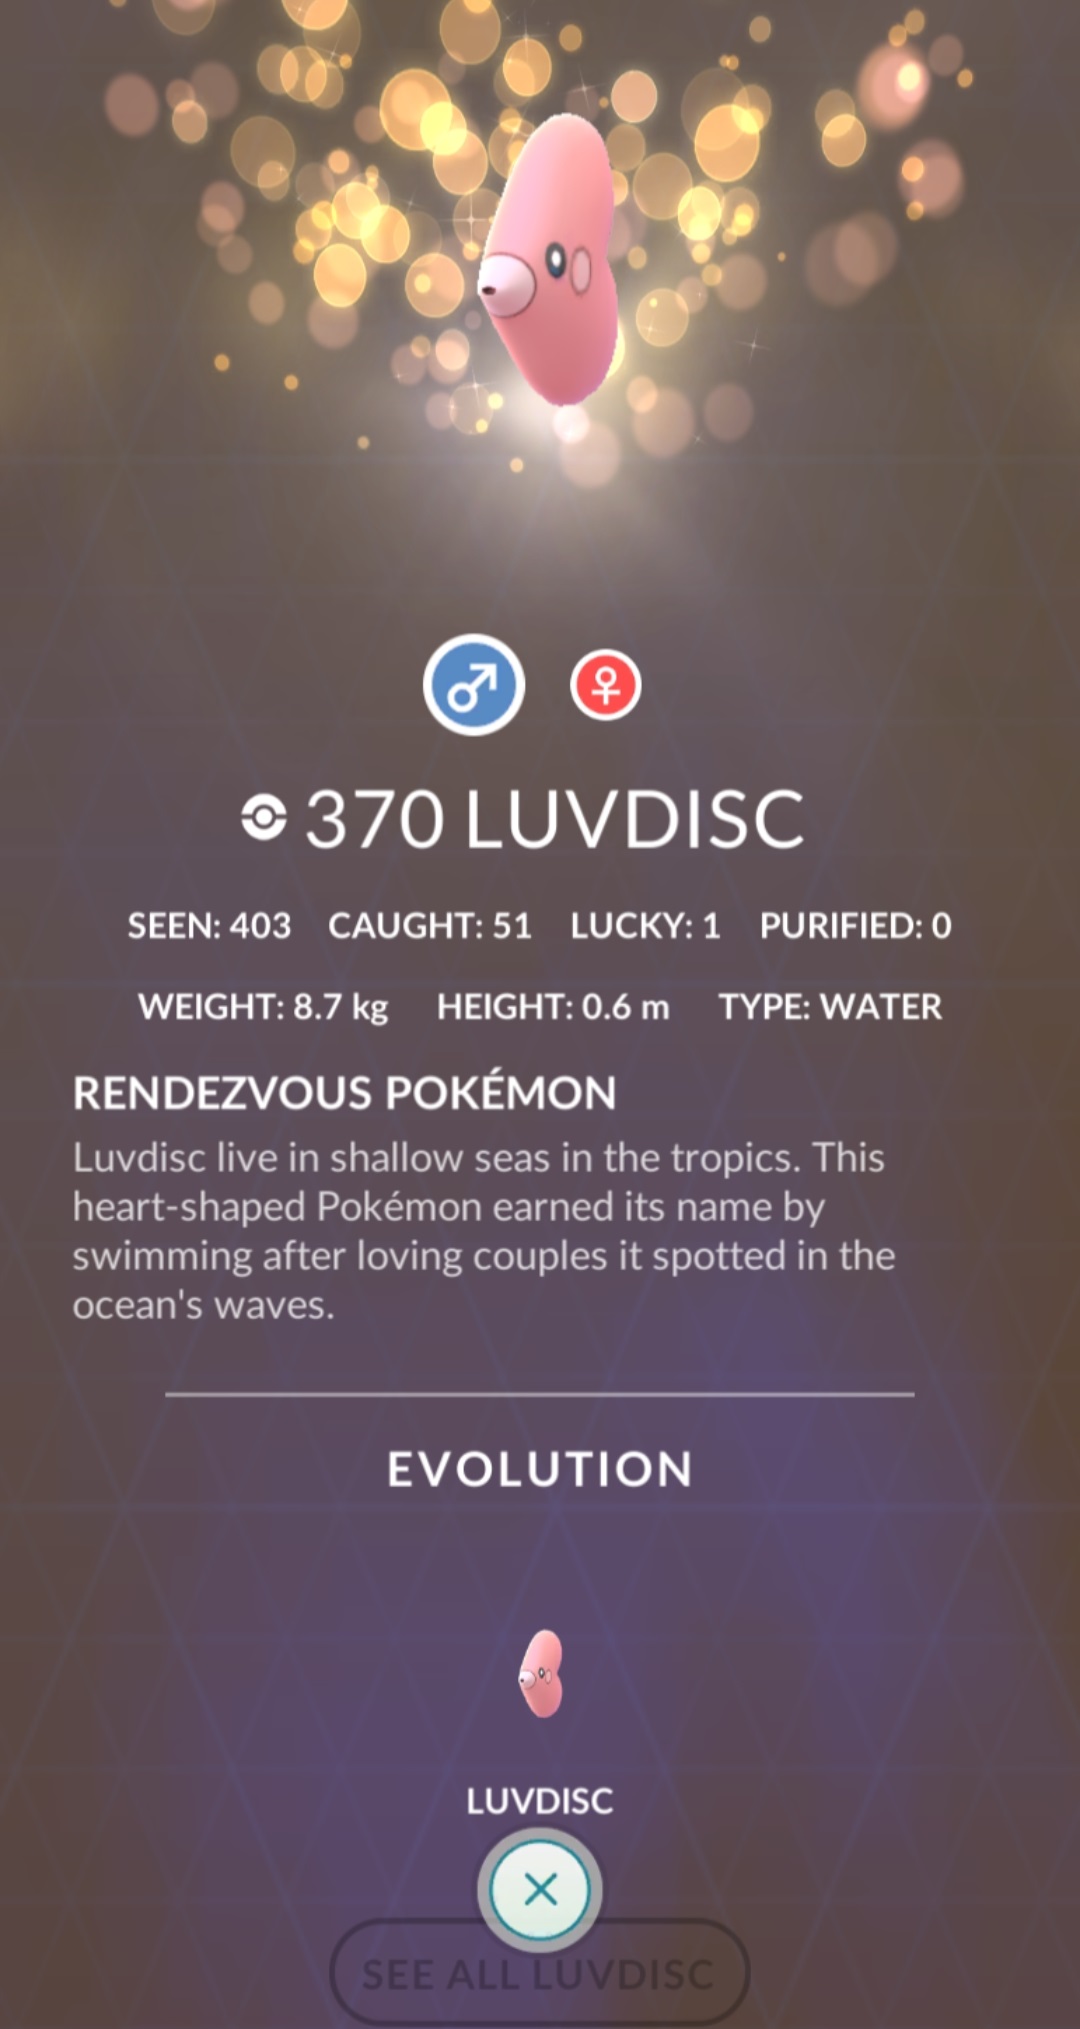 370 LUVDISC
SEEN: 403 CAUGHT: 51 LUCKY: 1 PURIFIED: 0
WEIGHT: 8.7 kg HEIGHT: 0.6 m TYPE: WATER
RENDEZVOUS POKÉMON
Luvdisc live in shallow seas in the tropics. This
heart-shaped Pokémon earned its name by
swimming after loving couples it spotted in the
ocean's waves.
EVOLUTION
LUVDISC
SEE ALL LUVDISC